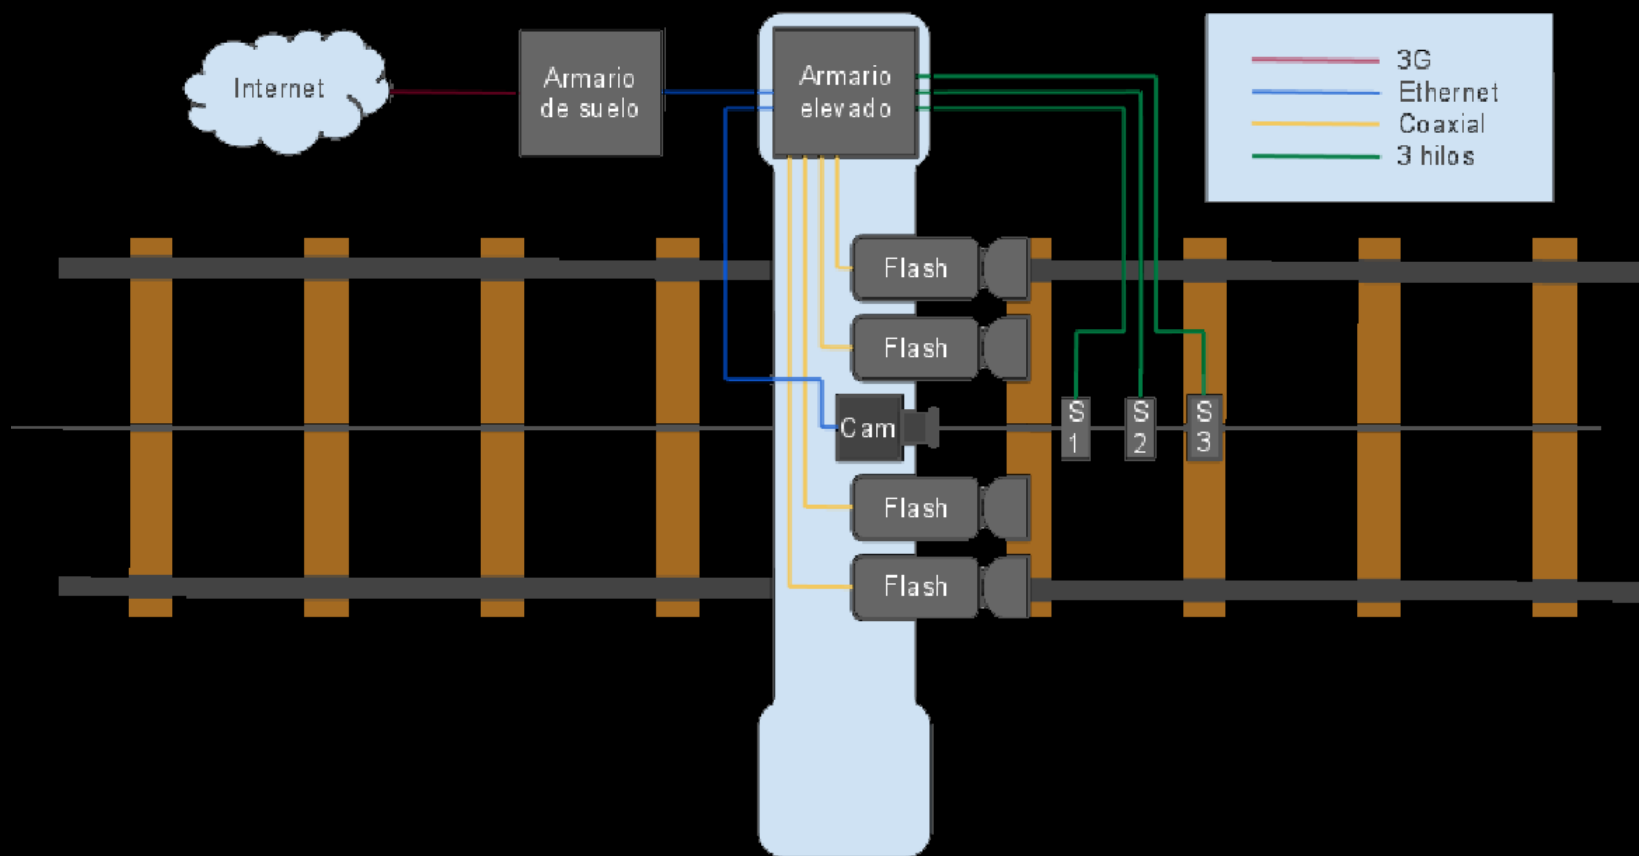 Internet
Armario
de suelo
Armario
elevado
3G
Ethernet
Coaxial
3 hilos
Flash
Flash
Cam
S
1
S
2
S
3
Flash
Flash